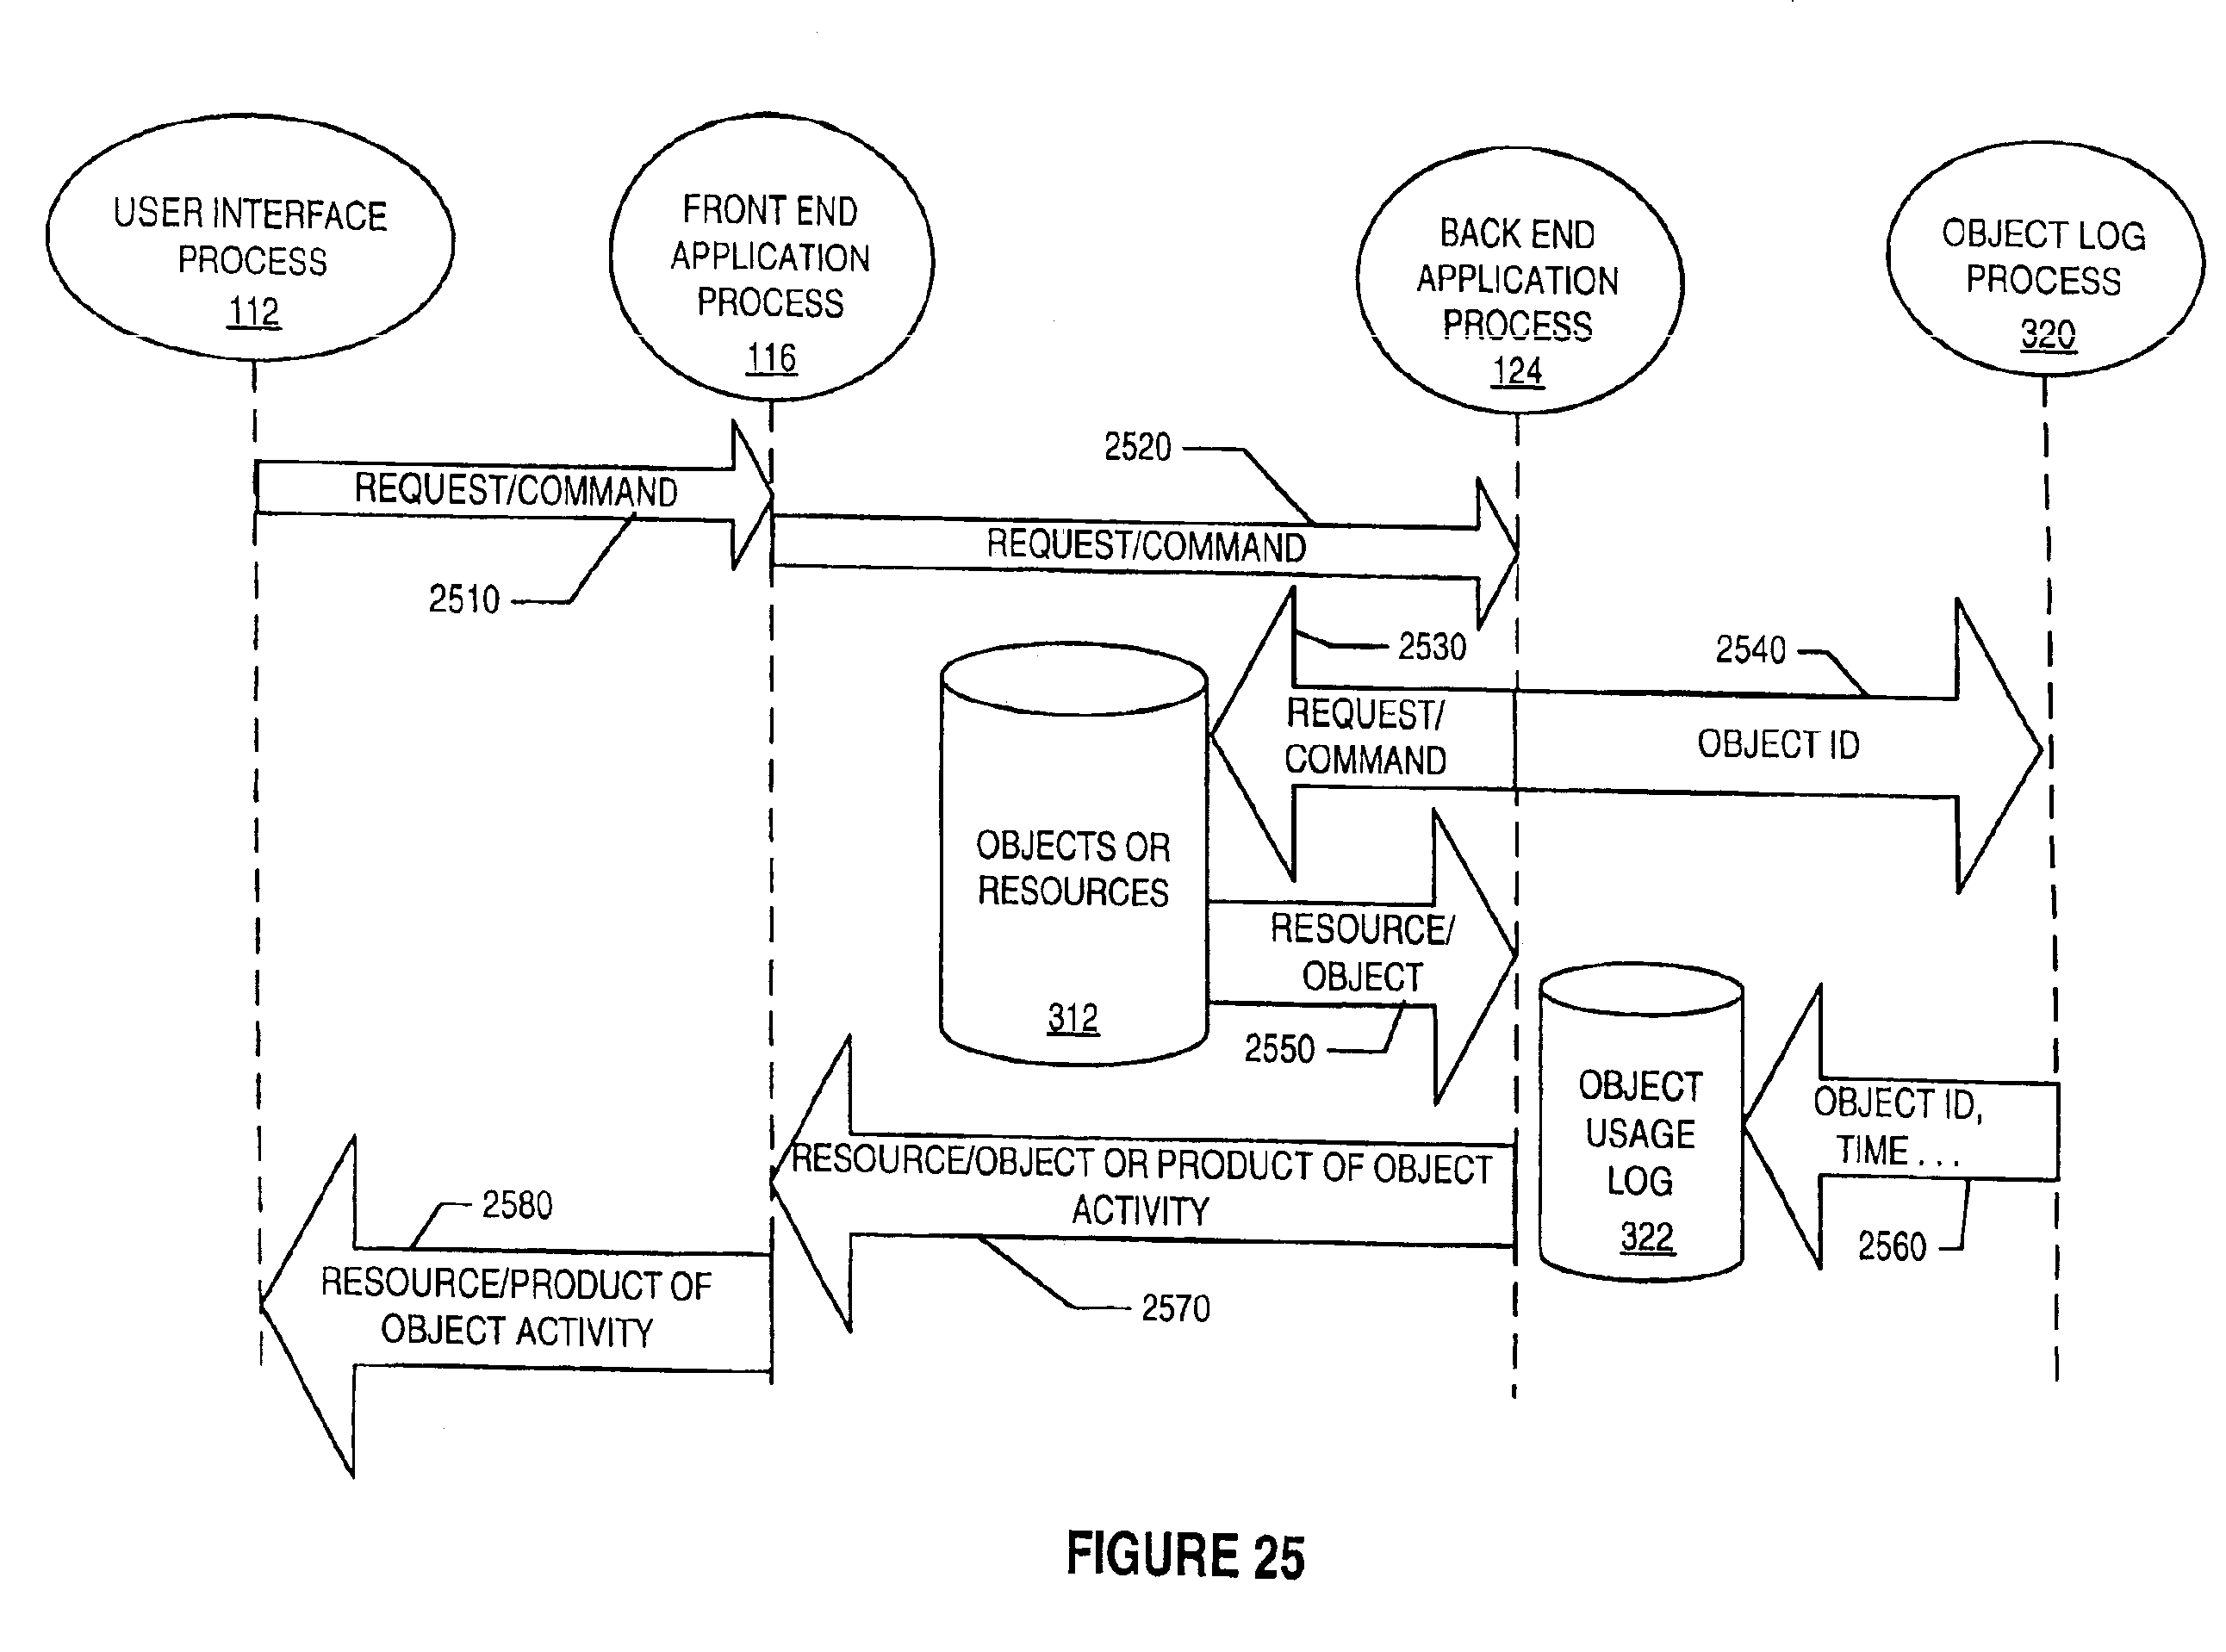 USER INTERFACE
PROCESS
112
FRONT END
APPLICATION
PROCESS
116
BACK END
APPLICATION
PROCESS
124
OBJECT LOG
PROCESS
320
REQUEST/COMMAND
2510
2520
REQUEST/COMMAND
2530
2540
REQUEST/
COMMAND
OBJECT ID
OBJECTS OR
RESOURCES
312
RESOURCE/
OBJECT
2550
OBJECT
USAGE
LOG
322
OBJECT ID,
TIME . . .
2560
RESOURCE/OBJECT OR PRODUCT OF OBJECT
ACTIVITY
2570
2580
RESOURCE/PRODUCT OF
OBJECT ACTIVITY
FIGURE 25